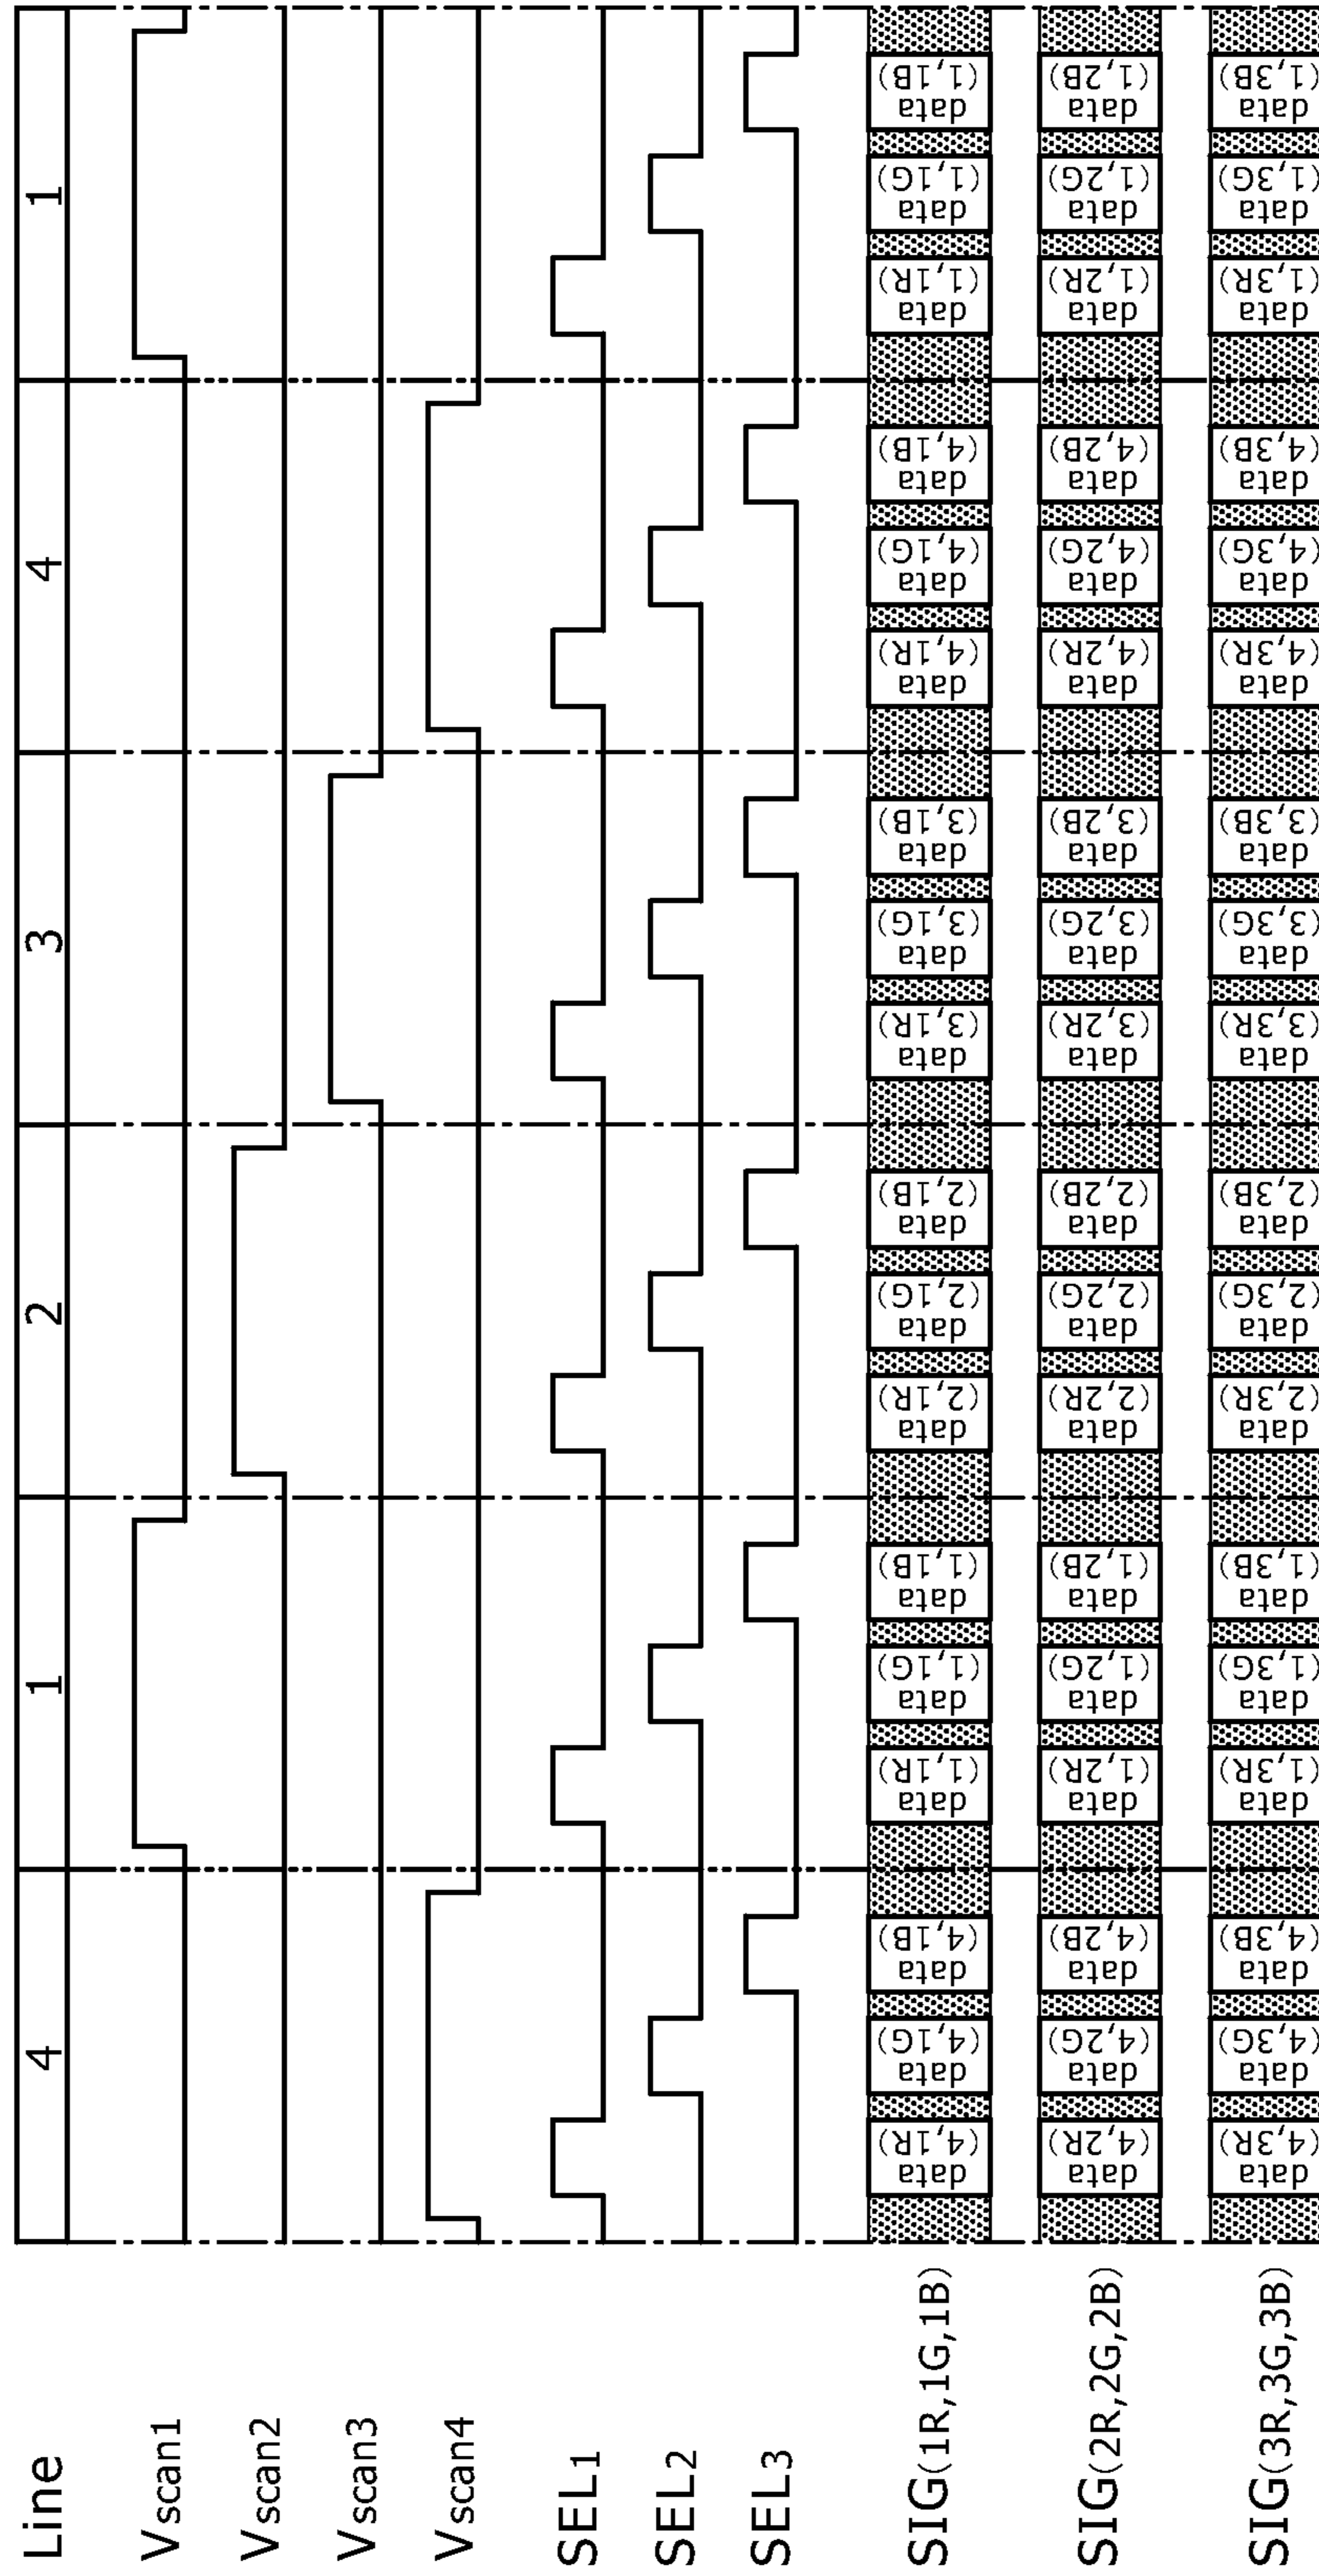 Line 4 1 2 3 4 1
Vscan1
Vscan2
Vscan3
Vscan4
SEL1
SEL2
SEL3
SIG(1R,1G,1B)
data
(4,1R)
data
(4,1G)
data
(4,1B)
data
(1,1R)
data
(1,1G)
data
(1,1B)
data
(2,1R)
data
(2,1G)
data
(2,1B)
data
(3,1R)
data
(3,1G)
data
(3,1B)
data
(4,1R)
data
(4,1G)
data
(4,1B)
data
(1,1R)
data
(1,1G)
data
(1,1B)
SIG(2R,2G,2B)
data
(4,2R)
data
(4,2G)
data
(4,2B)
data
(1,2R)
data
(1,2G)
data
(1,2B)
data
(2,2R)
data
(2,2G)
data
(2,2B)
data
(3,2R)
data
(3,2G)
data
(3,2B)
data
(4,2R)
data
(4,2G)
data
(4,2B)
data
(1,2R)
data
(1,2G)
data
(1,2B)
SIG(3R,3G,3B)
data
(4,3R)
data
(4,3G)
data
(4,3B)
data
(1,3R)
data
(1,3G)
data
(1,3B)
data
(2,3R)
data
(2,3G)
data
(2,3B)
data
(3,3R)
data
(3,3G)
data
(3,3B)
data
(4,3R)
data
(4,3G)
data
(4,3B)
data
(1,3R)
data
(1,3G)
data
(1,3B)